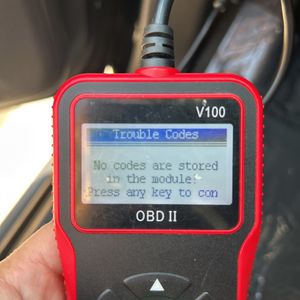 V100
Trouble Codes
No codes are stored
in the module!
Press any key to con
OBD II